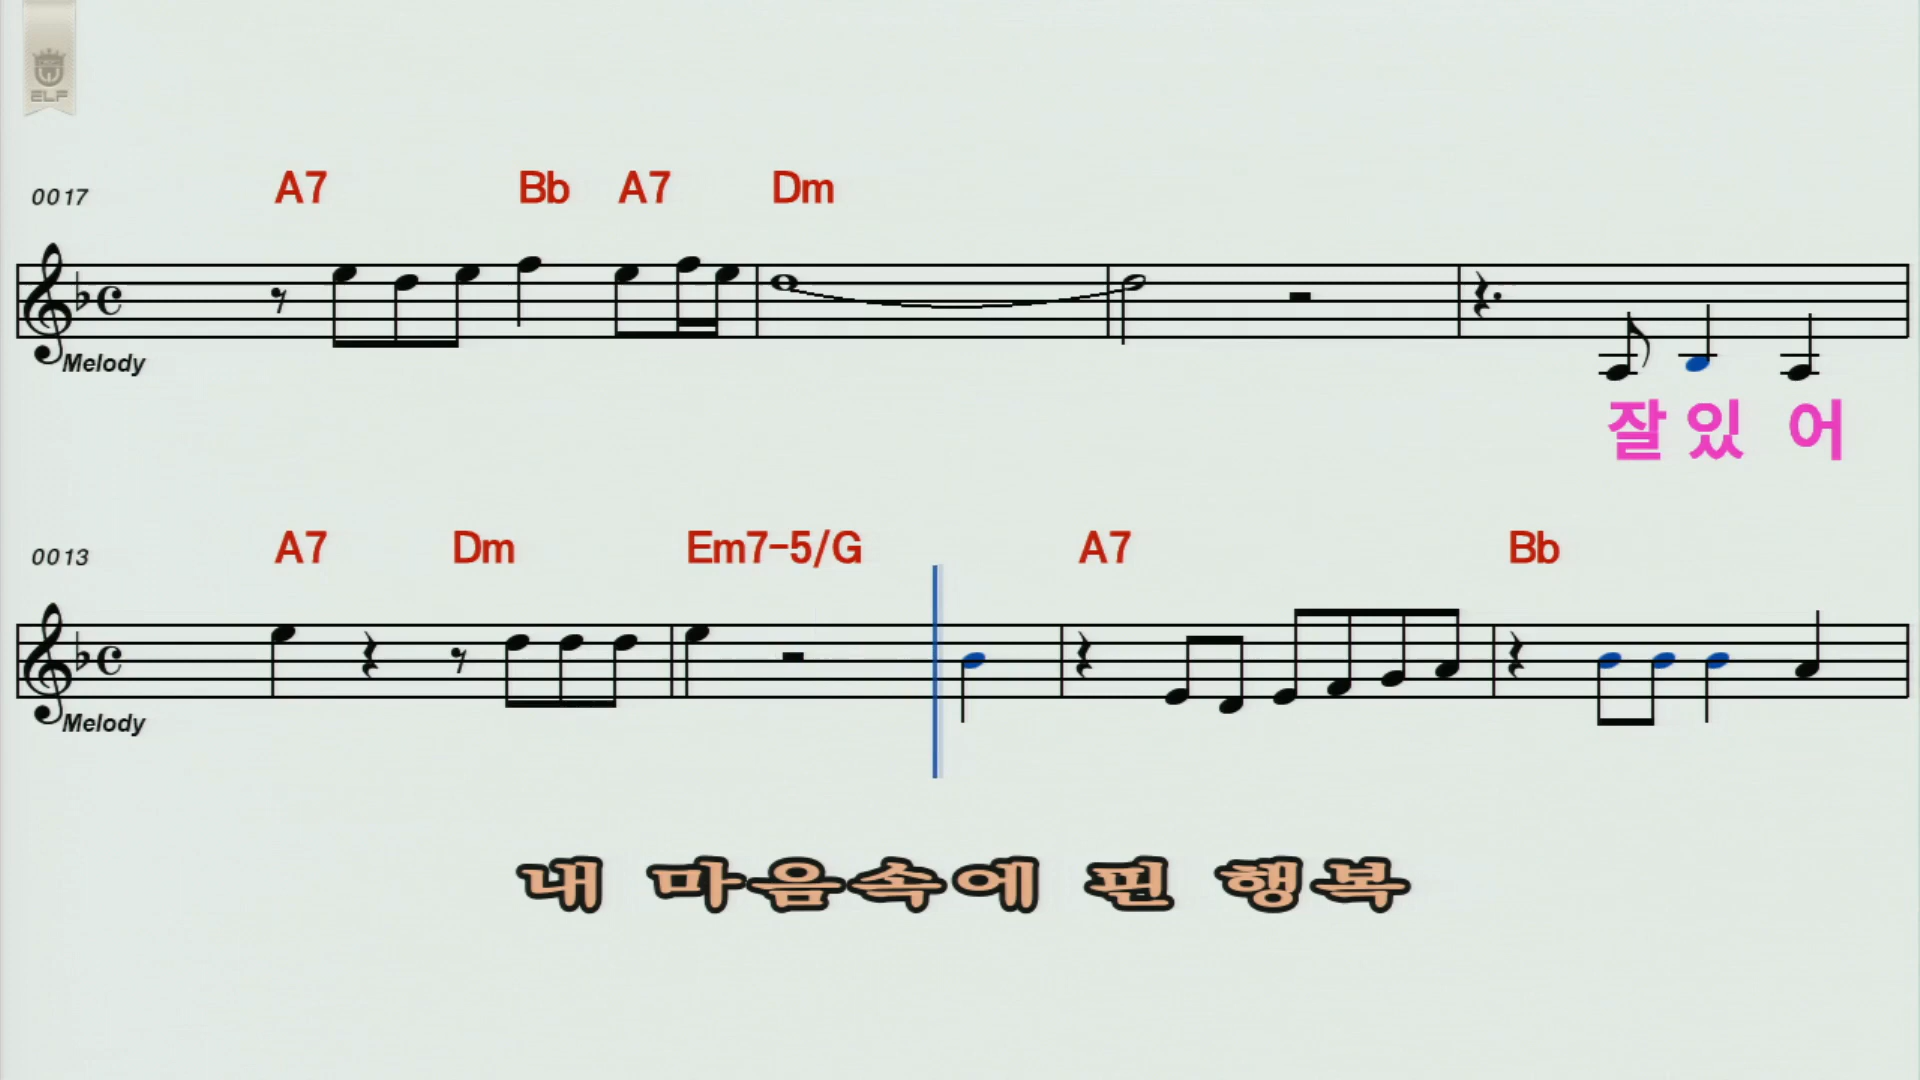 ELF
0017 A7 Bb A7 Dm
Melody
잘 있 어
0013 A7 Dm Em7-5/G A7 Bb
Melody
내 마음속에 핀 행복